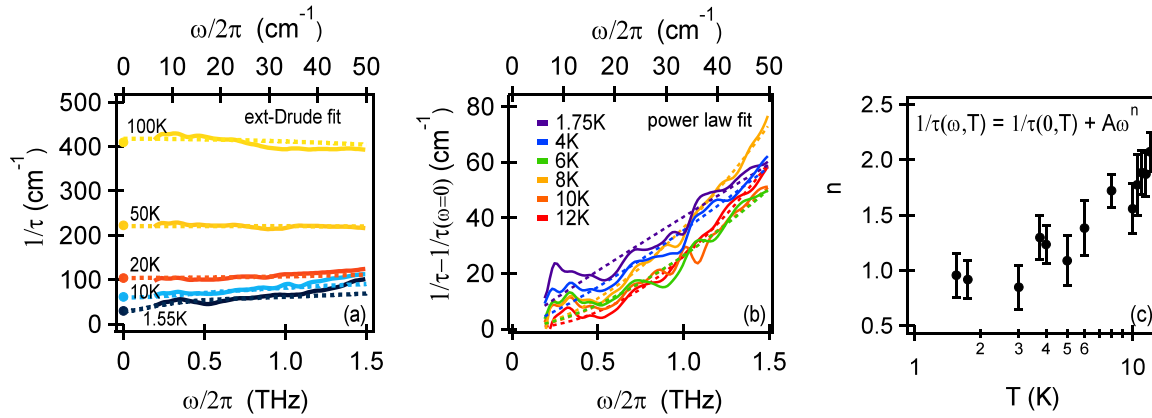 ω/2π (cm⁻¹)
0 10 20 30 40 50
500
400
300
200
100
0
1/τ (cm⁻¹)
100K
ext-Drude fit
50K
20K
10K
1.55K
(a)
0.0 0.5 1.0 1.5
ω/2π (THz)
ω/2π (cm⁻¹)
0 10 20 30 40 50
80
60
40
20
0
1/τ−1/τ(ω=0) (cm⁻¹)
power law fit
1.75K
4K
6K
8K
10K
12K
(b)
0.0 0.5 1.0 1.5
ω/2π (THz)
2.5
2.0
1.5
1.0
0.5
n
1/τ(ω,T) = 1/τ(0,T) + Aωⁿ
(c)
1 2 3 4 5 6 10
T (K)